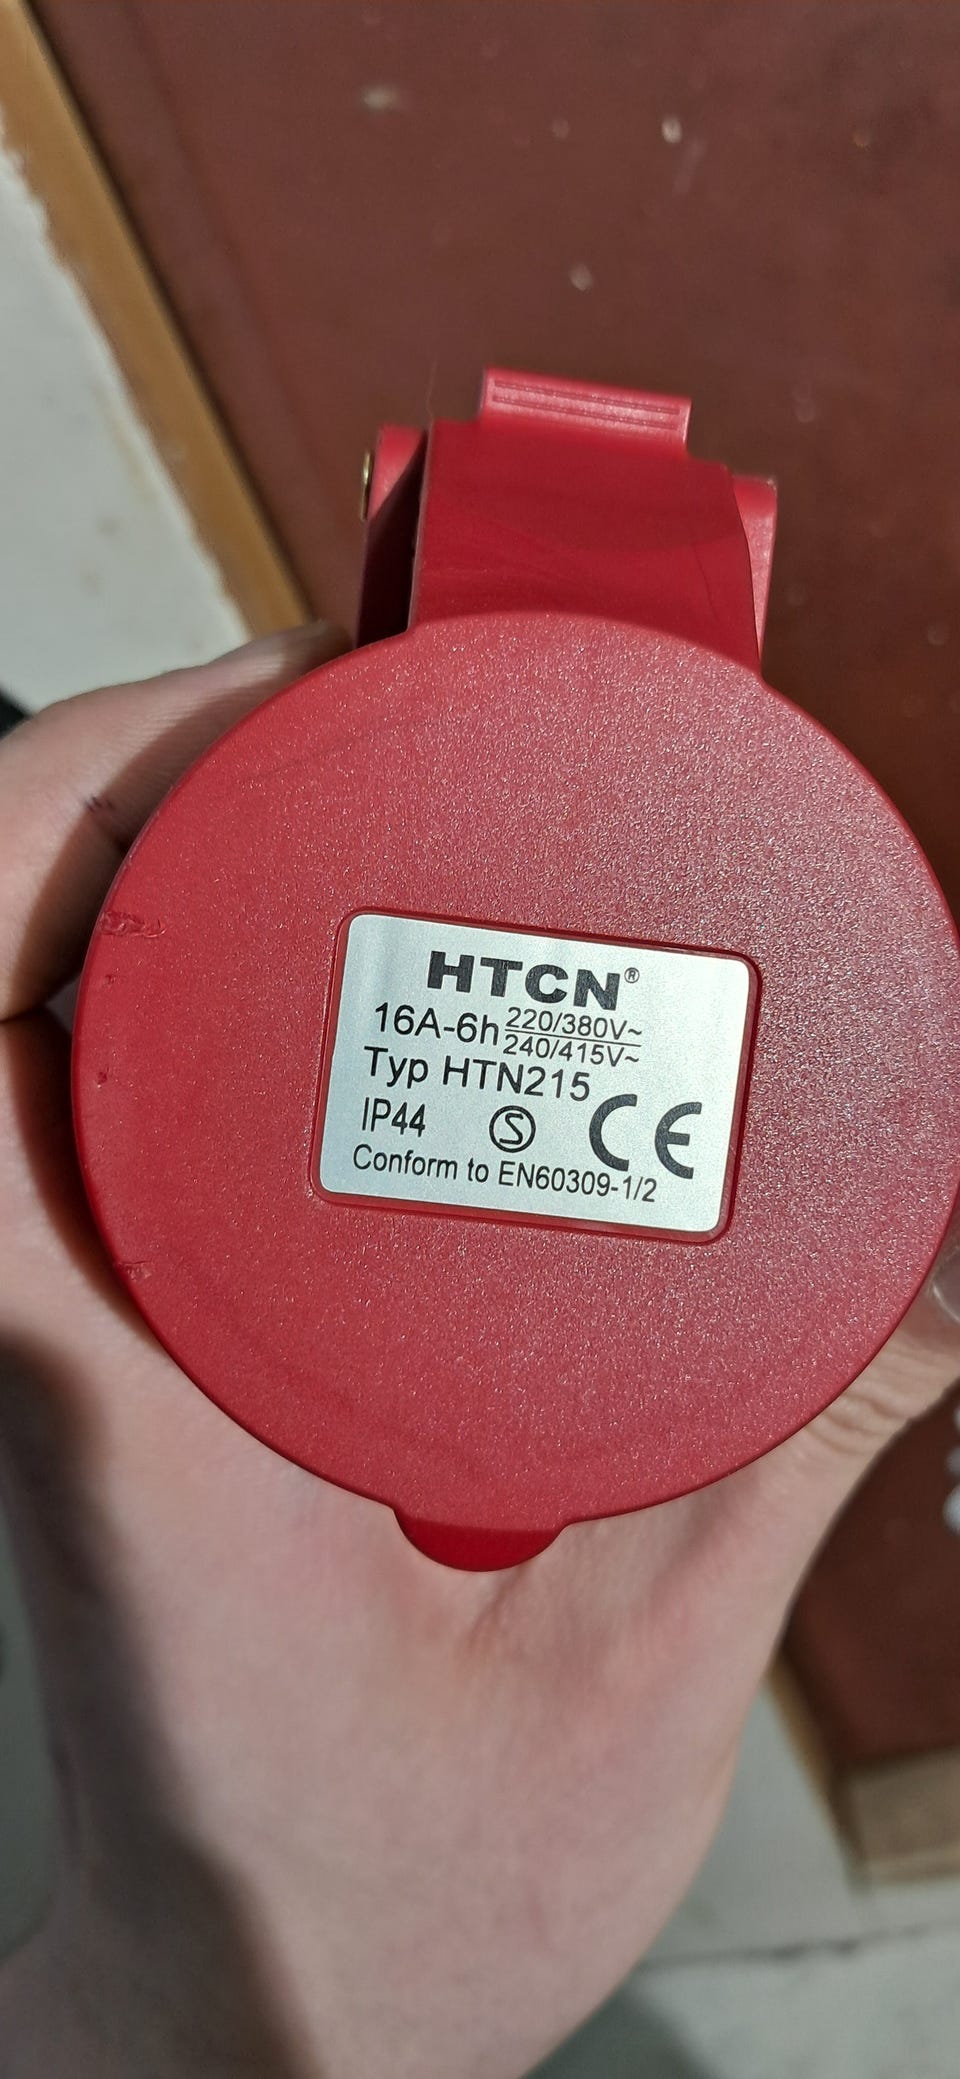 HTCN®
16A-6h 220/380V~
240/415V~
Typ HTN215
IP44 Ⓢ CE
Conform to EN60309-1/2